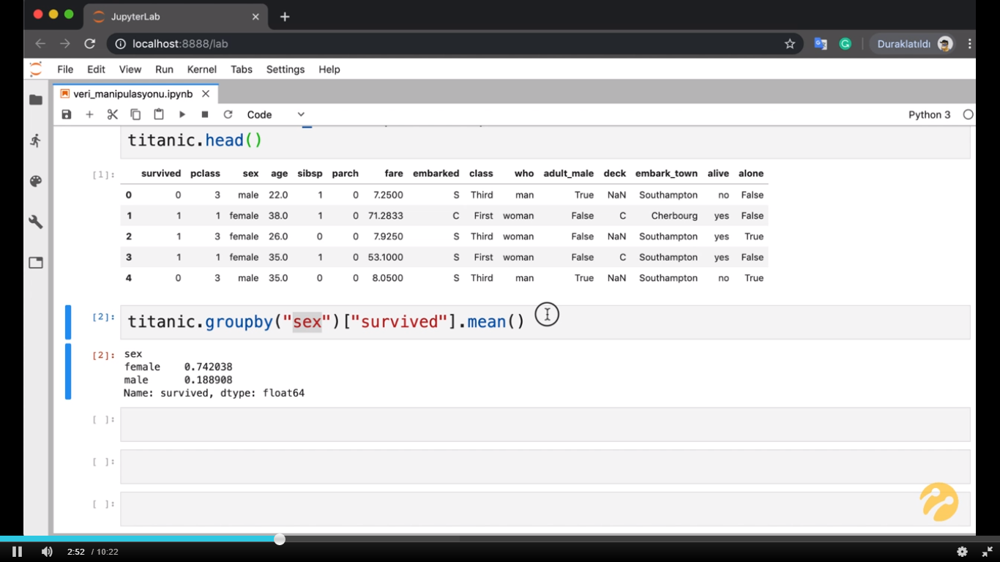 JupyterLab
localhost:8888/lab
Duraklatıldı
File Edit View Run Kernel Tabs Settings Help
veri_manipulasyonu.ipynb
Code
Python 3
titanic.head()
[1]: survived pclass sex age sibsp parch fare embarked class who adult_male deck embark_town alive alone
0 0 3 male 22.0 1 0 7.2500 S Third man True NaN Southampton no False
1 1 1 female 38.0 1 0 71.2833 C First woman False C Cherbourg yes False
2 1 3 female 26.0 0 0 7.9250 S Third woman False NaN Southampton yes True
3 1 1 female 35.0 1 0 53.1000 S First woman False C Southampton yes False
4 0 3 male 35.0 0 0 8.0500 S Third man True NaN Southampton no True
[2]: titanic.groupby("sex")["survived"].mean()
[2]: sex
female 0.742038
male 0.188908
Name: survived, dtype: float64
[ ]:
[ ]:
[ ]:
2:52 / 10:22